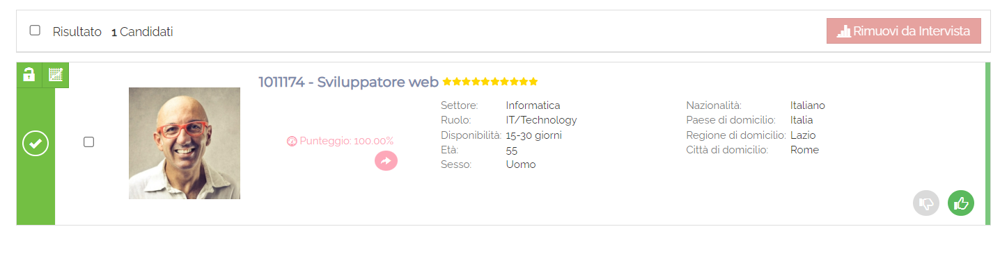 Risultato 1 Candidati
Rimuovi da Intervista
1011174 - Sviluppatore web
Punteggio: 100.00%
Settore: Informatica
Ruolo: IT/Technology
Disponibilità: 15-30 giorni
Età: 55
Sesso: Uomo
Nazionalità: Italiano
Paese di domicilio: Italia
Regione di domicilio: Lazio
Città di domicilio: Rome